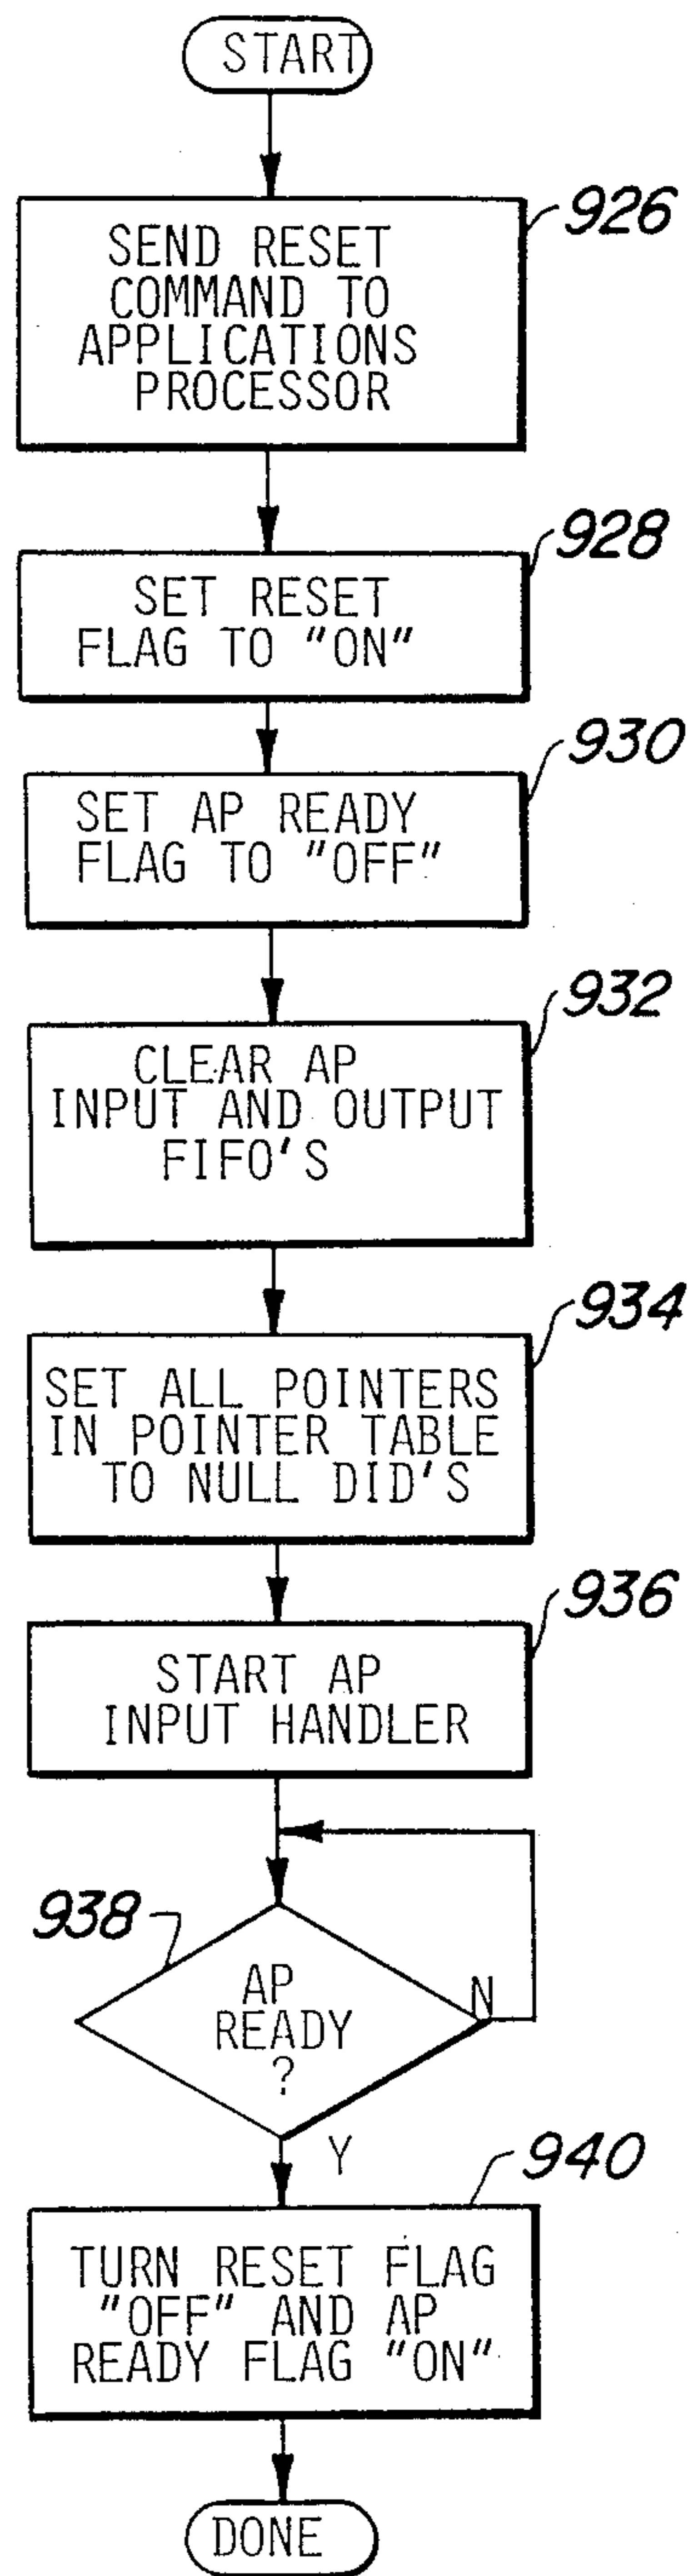 START
926
SEND RESET
COMMAND TO
APPLICATIONS
PROCESSOR
928
SET RESET
FLAG TO "ON"
930
SET AP READY
FLAG TO "OFF"
932
CLEAR AP
INPUT AND OUTPUT
FIFO'S
934
SET ALL POINTERS
IN POINTER TABLE
TO NULL DID'S
936
START AP
INPUT HANDLER
938
AP
READY
?
N
Y
940
TURN RESET FLAG
"OFF" AND AP
READY FLAG "ON"
DONE